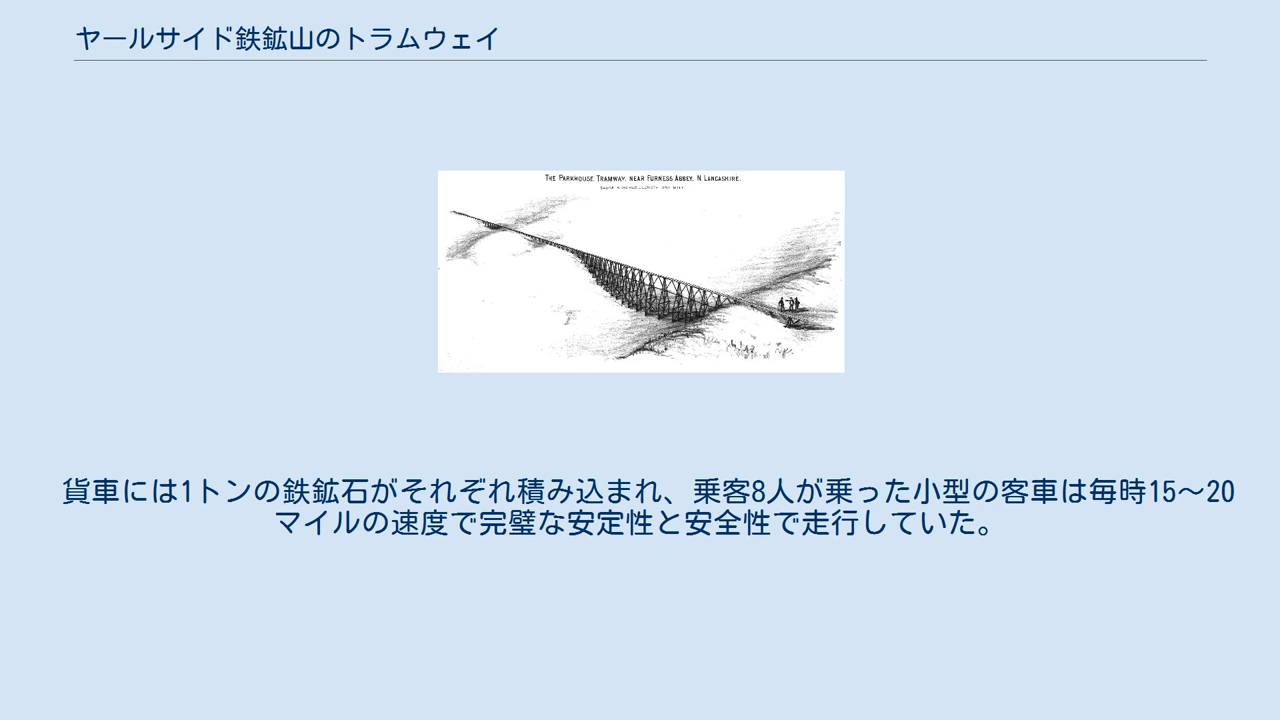 ヤールサイド鉄鉱山のトラムウェイ
THE PARKHOUSE TRAMWAY, NEAR FURNESS ABBEY, N LANCASHIRE.
貨車には1トンの鉄鉱石がそれぞれ積み込まれ、乗客8人が乗った小型の客車は毎時15～20
マイルの速度で完璧な安定性と安全性で走行していた。